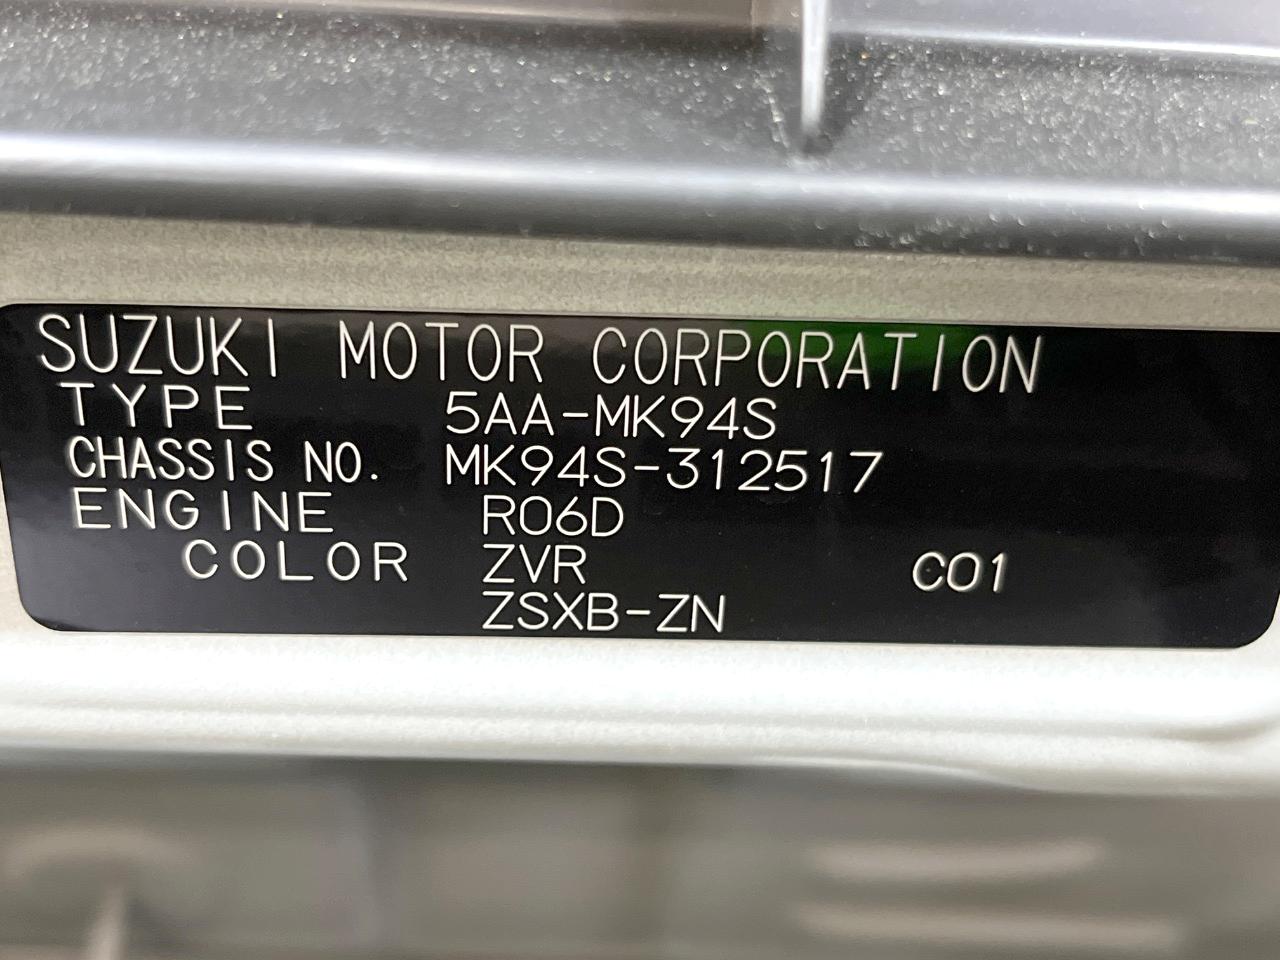 SUZUKI MOTOR CORPORATION
TYPE 5AA-MK94S
CHASSIS NO. MK94S-312517
ENGINE R06D
COLOR ZVR C01
ZSXB-ZN